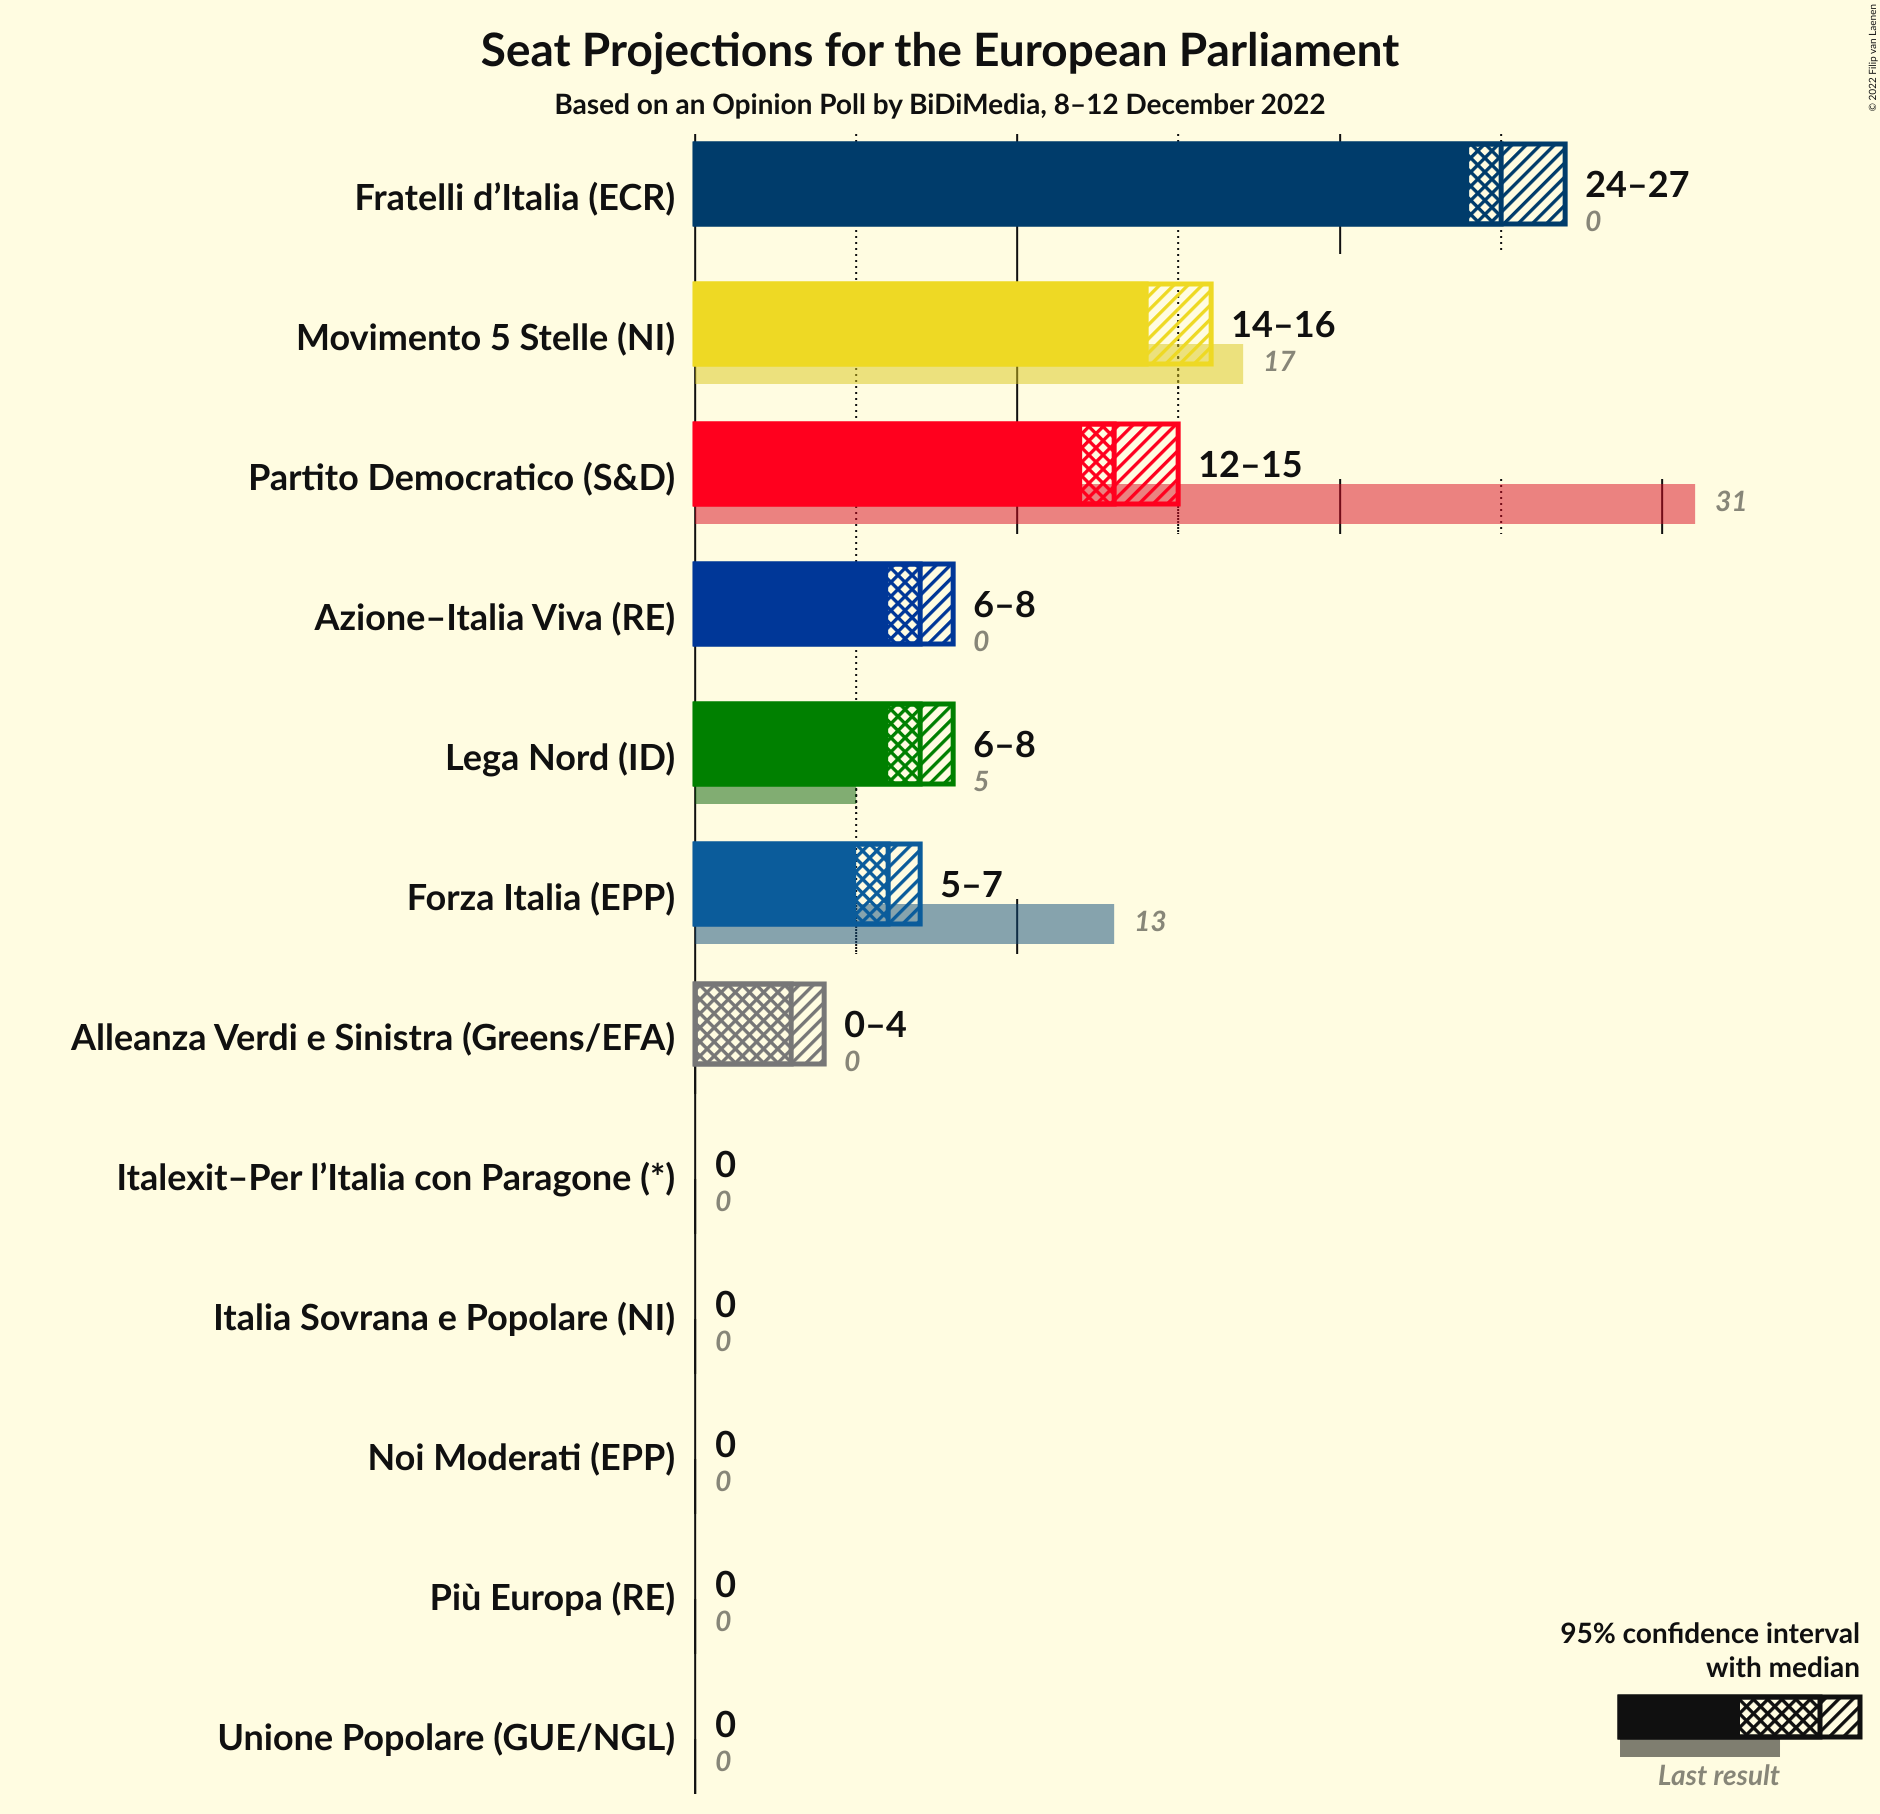 Seat Projections for the European Parliament
Based on an Opinion Poll by BiDiMedia, 8–12 December 2022
© 2022 Filip van Laenen
Fratelli d’Italia (ECR)
24–27
0
Movimento 5 Stelle (NI)
14–16
17
Partito Democratico (S&D)
12–15
31
Azione–Italia Viva (RE)
6–8
0
Lega Nord (ID)
6–8
5
Forza Italia (EPP)
5–7
13
Alleanza Verdi e Sinistra (Greens/EFA)
0–4
0
Italexit–Per l’Italia con Paragone (*)
0
0
Italia Sovrana e Popolare (NI)
0
0
Noi Moderati (EPP)
0
0
Più Europa (RE)
0
0
Unione Popolare (GUE/NGL)
0
0
95% confidence interval
with median
Last result